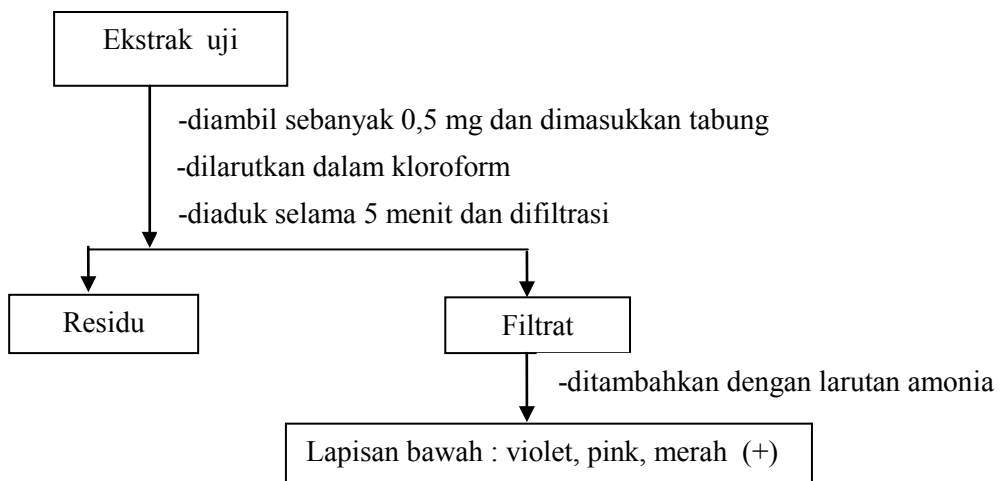 Ekstrak uji
-diambil sebanyak 0,5 mg dan dimasukkan tabung
-dilarutkan dalam kloroform
-diaduk selama 5 menit dan difiltrasi
Residu
Filtrat
-ditambahkan dengan larutan amonia
Lapisan bawah : violet, pink, merah (+)